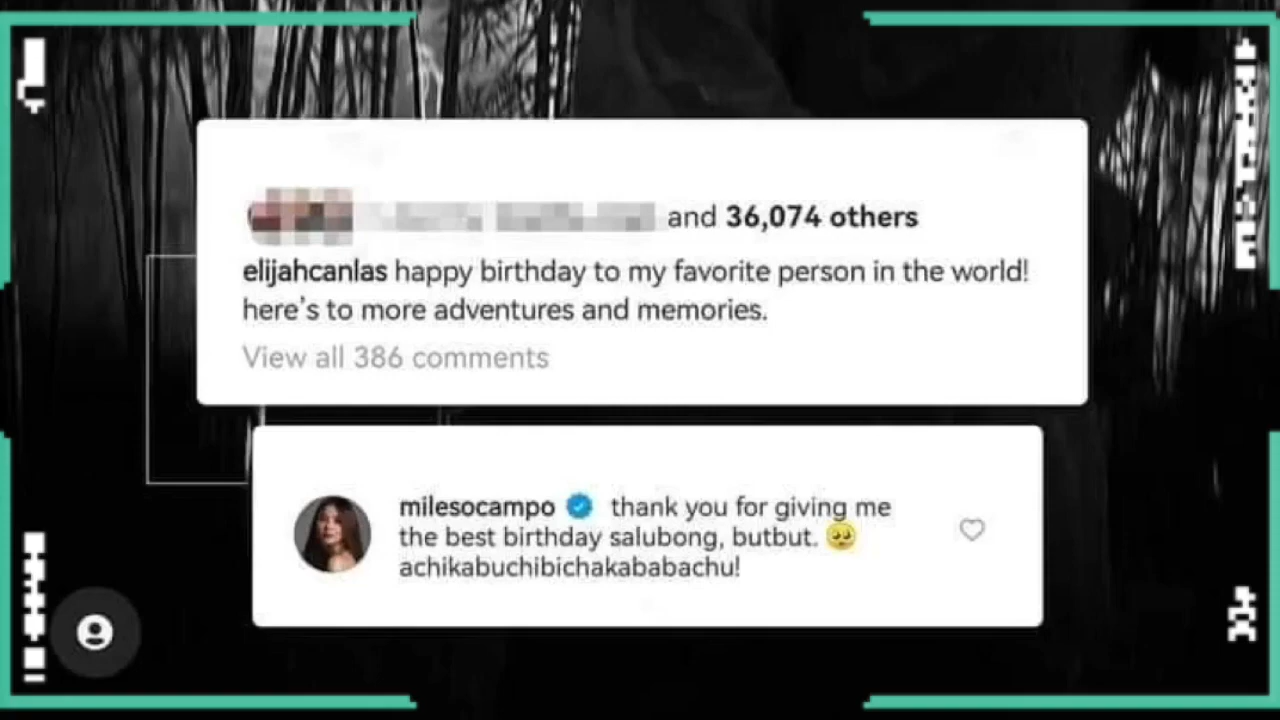 and 36,074 others
elijahcanlas happy birthday to my favorite person in the world!
here's to more adventures and memories.
View all 386 comments
milesocampo thank you for giving me
the best birthday salubong, butbut. 🥺
achikabuchibichakababachu!